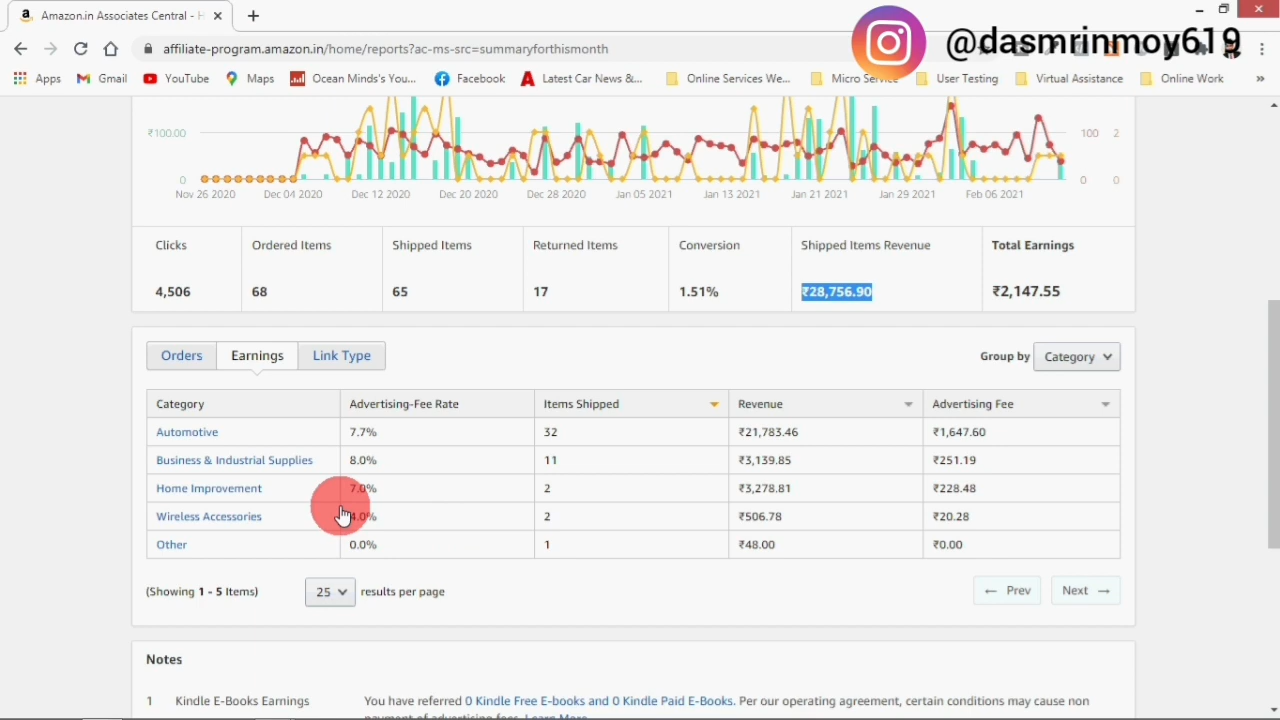 Amazon.in Associates Central - H
affiliate-program.amazon.in/home/reports?ac-ms-src=summaryforthismonth
@dasmrinmoy619
Apps Gmail YouTube Maps Ocean Minds's You... Facebook Latest Car News &... Online Services We... Micro Service User Testing Virtual Assistance Online Work »
₹100.00 100 2
0 0 0
Nov 26 2020 Dec 04 2020 Dec 12 2020 Dec 20 2020 Dec 28 2020 Jan 05 2021 Jan 13 2021 Jan 21 2021 Jan 29 2021 Feb 06 2021
Clicks Ordered Items Shipped Items Returned Items Conversion Shipped Items Revenue Total Earnings
4,506 68 65 17 1.51% ₹28,756.90 ₹2,147.55
Orders Earnings Link Type Group by Category
Category Advertising-Fee Rate Items Shipped Revenue Advertising Fee
Automotive 7.7% 32 ₹21,783.46 ₹1,647.60
Business & Industrial Supplies 8.0% 11 ₹3,139.85 ₹251.19
Home Improvement 7.0% 2 ₹3,278.81 ₹228.48
Wireless Accessories 4.0% 2 ₹506.78 ₹20.28
Other 0.0% 1 ₹48.00 ₹0.00
(Showing 1 - 5 Items) 25 results per page ← Prev Next →
Notes
1 Kindle E-Books Earnings You have referred 0 Kindle Free E-books and 0 Kindle Paid E-Books. Per our operating agreement, certain conditions may cause non
payment of advertising fees. Learn More